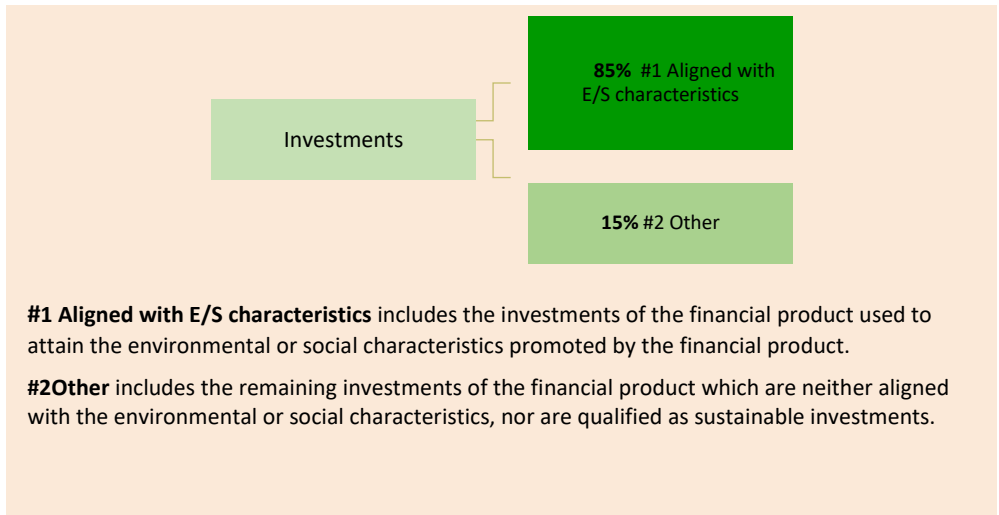 85% #1 Aligned with
E/S characteristics
Investments
15% #2 Other
#1 Aligned with E/S characteristics includes the investments of the financial product used to
attain the environmental or social characteristics promoted by the financial product.
#2Other includes the remaining investments of the financial product which are neither aligned
with the environmental or social characteristics, nor are qualified as sustainable investments.